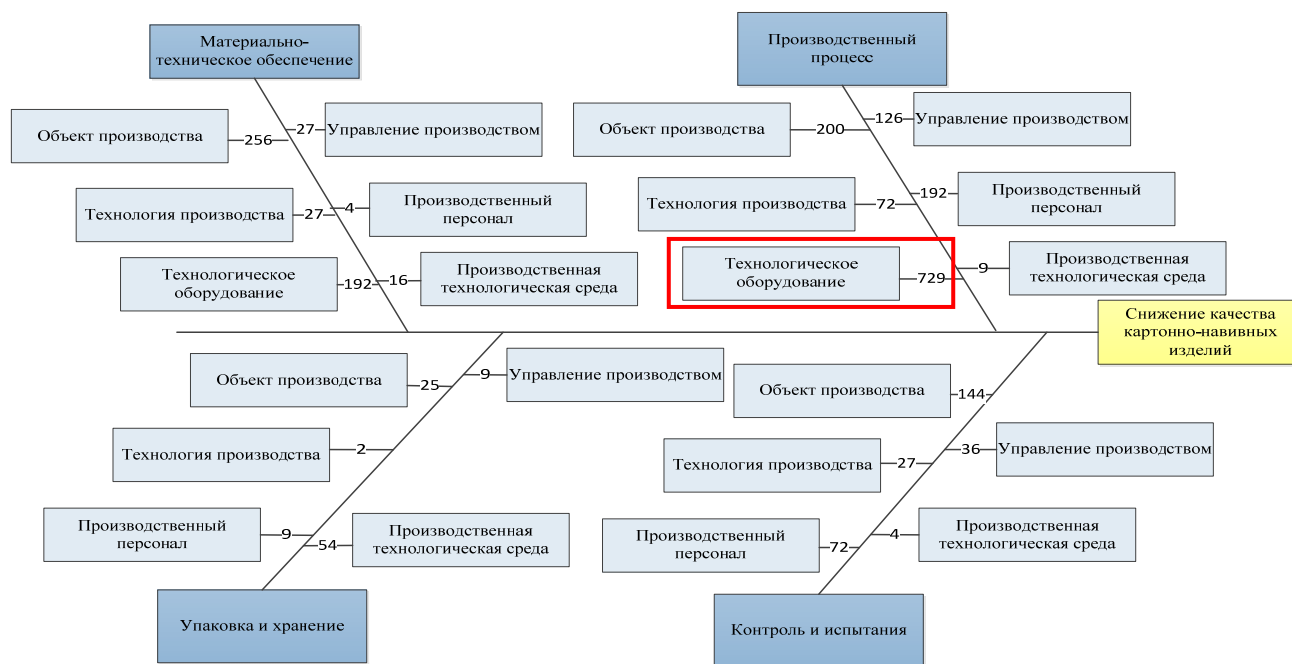 Материально-
техническое обеспечение
Производственный
процесс
Объект производства
256
27
Управление производством
Объект производства
200
126
Управление производством
Технология производства
27
4
Производственный
персонал
Технология производства
72
192
Производственный
персонал
Технологическое
оборудование
192
16
Производственная
технологическая среда
Технологическое
оборудование
729
9
Производственная
технологическая среда
Снижение качества
картонно-навивных
изделий
Объект производства
25
9
Управление производством
Объект производства
144
Технология производства
2
Технология производства
27
36
Управление производством
Производственный
персонал
9
54
Производственная
технологическая среда
Производственный
персонал
72
4
Производственная
технологическая среда
Упаковка и хранение
Контроль и испытания